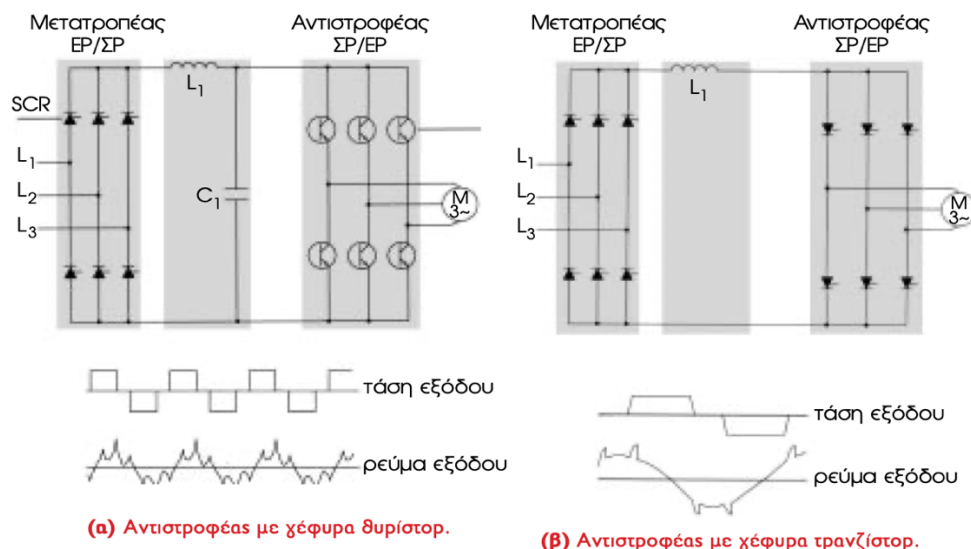 Μετατροπέας
ΕΡ/ΣΡ
Αντιστροφέας
ΣΡ/ΕΡ
L1
SCR
L1
L2
L3
C1
M
3~
τάση εξόδου
ρεύμα εξόδου
(α) Αντιστροφέας με γέφυρα θυρίστορ.
Μετατροπέας
ΕΡ/ΣΡ
Αντιστροφέας
ΣΡ/ΕΡ
L1
L1
L2
L3
M
3~
τάση εξόδου
ρεύμα εξόδου
(β) Αντιστροφέας με γέφυρα τρανζίστορ.